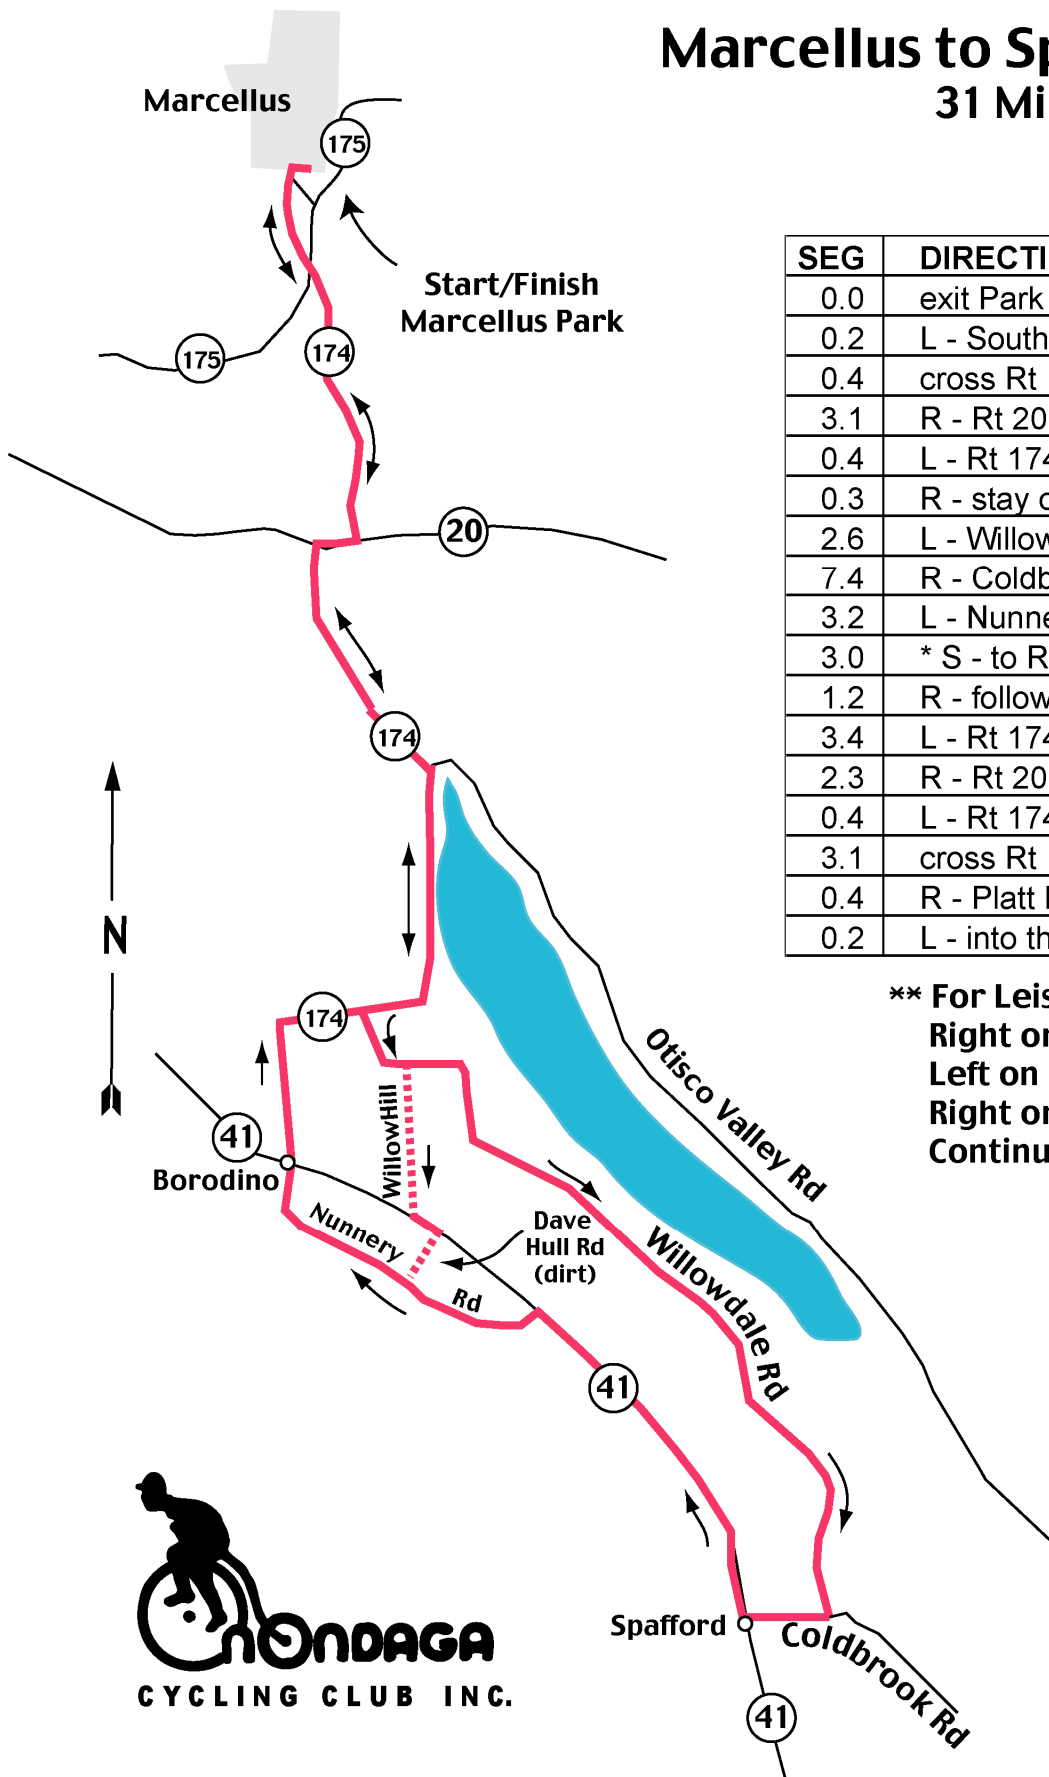 Marcellus to Sp
31 Mi
Marcellus
175
Start/Finish
Marcellus Park
175
174
20
174
SEG DIRECTI
0.0 exit Park
0.2 L - South
0.4 cross Rt
3.1 R - Rt 20
0.4 L - Rt 174
0.3 R - stay o
2.6 L - Willow
7.4 R - Coldb
3.2 L - Nunne
3.0 * S - to R
1.2 R - follow
3.4 L - Rt 174
2.3 R - Rt 20
0.4 L - Rt 174
3.1 cross Rt
0.4 R - Platt
0.2 L - into th
** For Leis
Right on
Left on
Right on
Continu
N
174
Otisco Valley Rd
WillowHill
41
Borodino
Nunnery
Rd
Dave
Hull Rd
(dirt)
Willowdale Rd
41
Spafford
Coldbrook Rd
41
OnONDAGA
CYCLING CLUB INC.